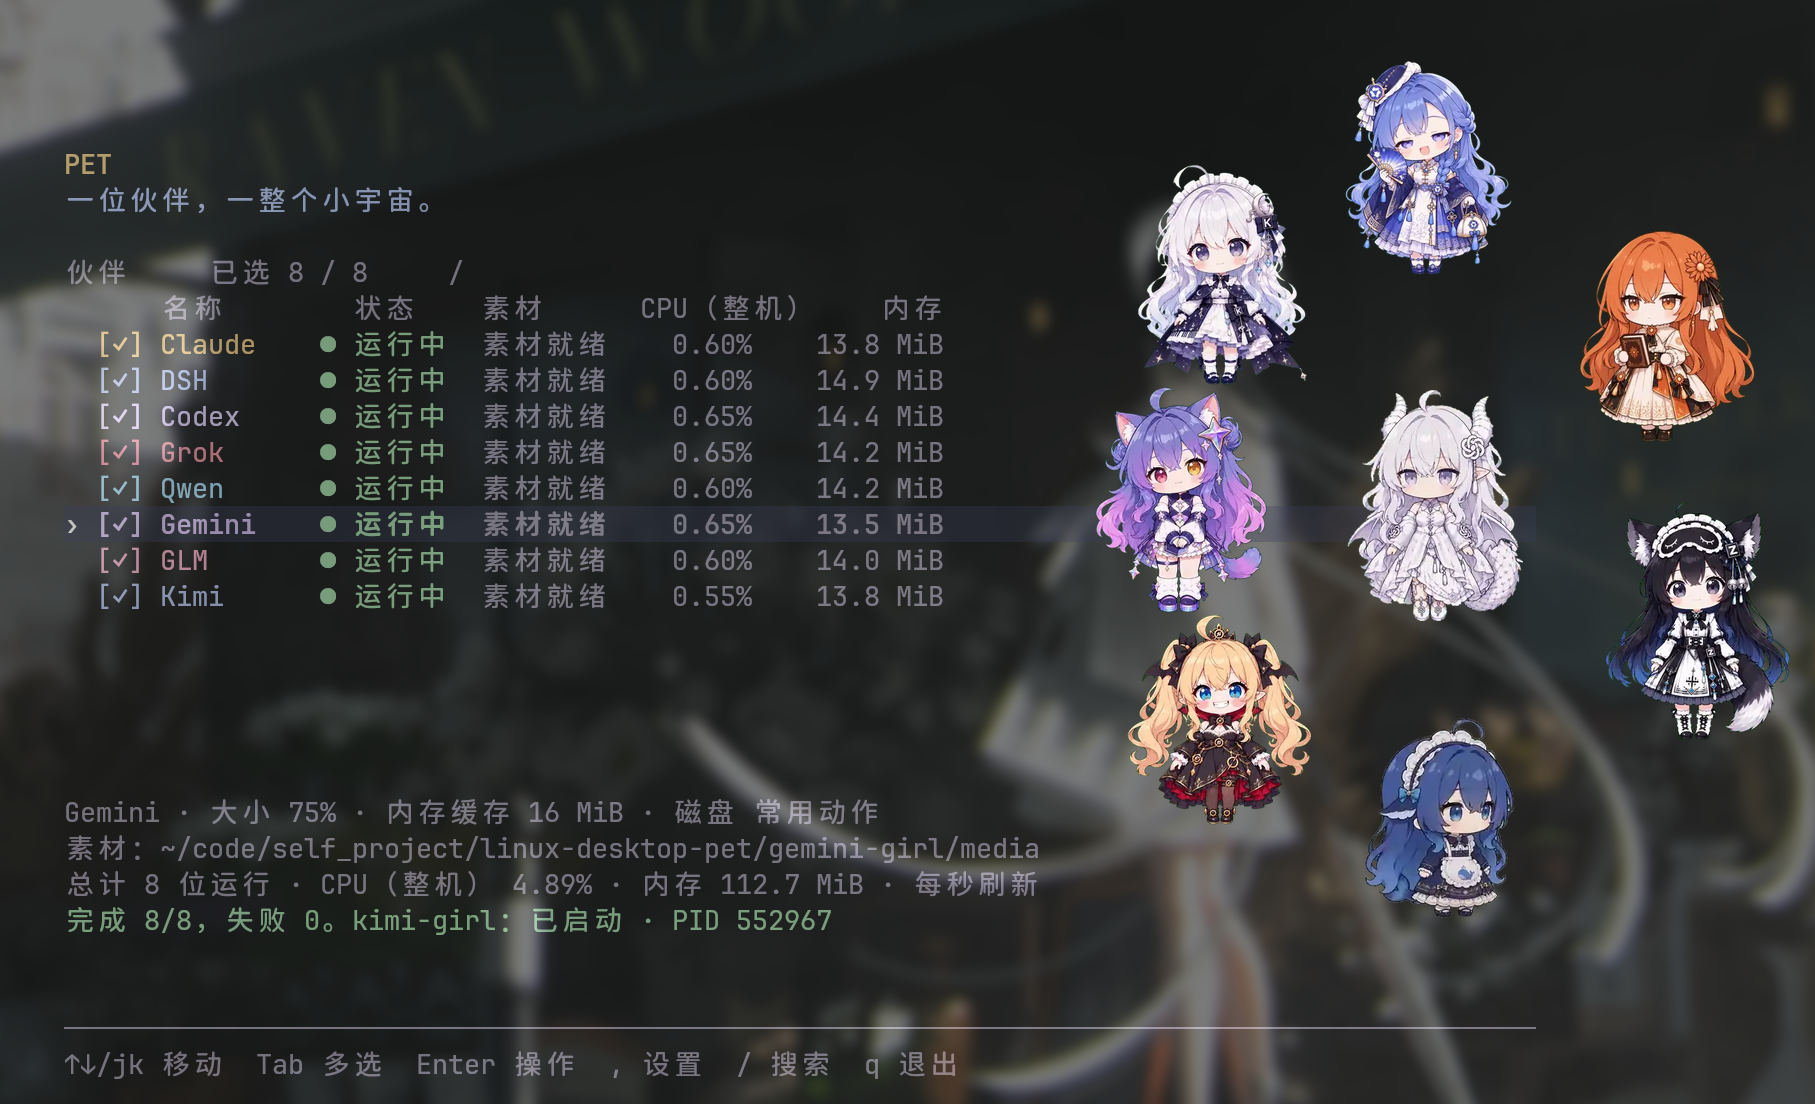 RAVEN WOO
PET
一位伙伴，一整个小宇宙。
伙伴 已选 8 / 8 /
名称 状态 素材 CPU（整机） 内存
[✓] Claude ● 运行中 素材就绪 0.60% 13.8 MiB
[✓] DSH ● 运行中 素材就绪 0.60% 14.9 MiB
[✓] Codex ● 运行中 素材就绪 0.65% 14.4 MiB
[✓] Grok ● 运行中 素材就绪 0.65% 14.2 MiB
[✓] Qwen ● 运行中 素材就绪 0.60% 14.2 MiB
› [✓] Gemini ● 运行中 素材就绪 0.65% 13.5 MiB
[✓] GLM ● 运行中 素材就绪 0.60% 14.0 MiB
[✓] Kimi ● 运行中 素材就绪 0.55% 13.8 MiB
Gemini · 大小 75% · 内存缓存 16 MiB · 磁盘 常用动作
素材：~/code/self_project/linux-desktop-pet/gemini-girl/media
总计 8 位运行 · CPU（整机） 4.89% · 内存 112.7 MiB · 每秒刷新
完成 8/8，失败 0。kimi-girl：已启动 · PID 552967
↑↓/jk 移动 Tab 多选 Enter 操作 , 设置 / 搜索 q 退出